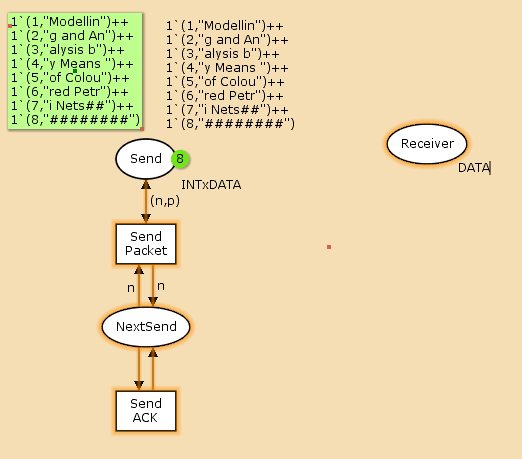 1`(1,"Modellin")++
1`(2,"g and An")++
1`(3,"alysis b")++
1`(4,"y Means ")++
1`(5,"of Colou")++
1`(6,"red Petr")++
1`(7,"i Nets##")++
1`(8,"########")
1`(1,"Modellin")++
1`(2,"g and An")++
1`(3,"alysis b")++
1`(4,"y Means ")++
1`(5,"of Colou")++
1`(6,"red Petr")++
1`(7,"i Nets##")++
1`(8,"########")
Send
8
INTxDATA
Receiver
DATA
(n,p)
Send
Packet
n
n
NextSend
Send
ACK